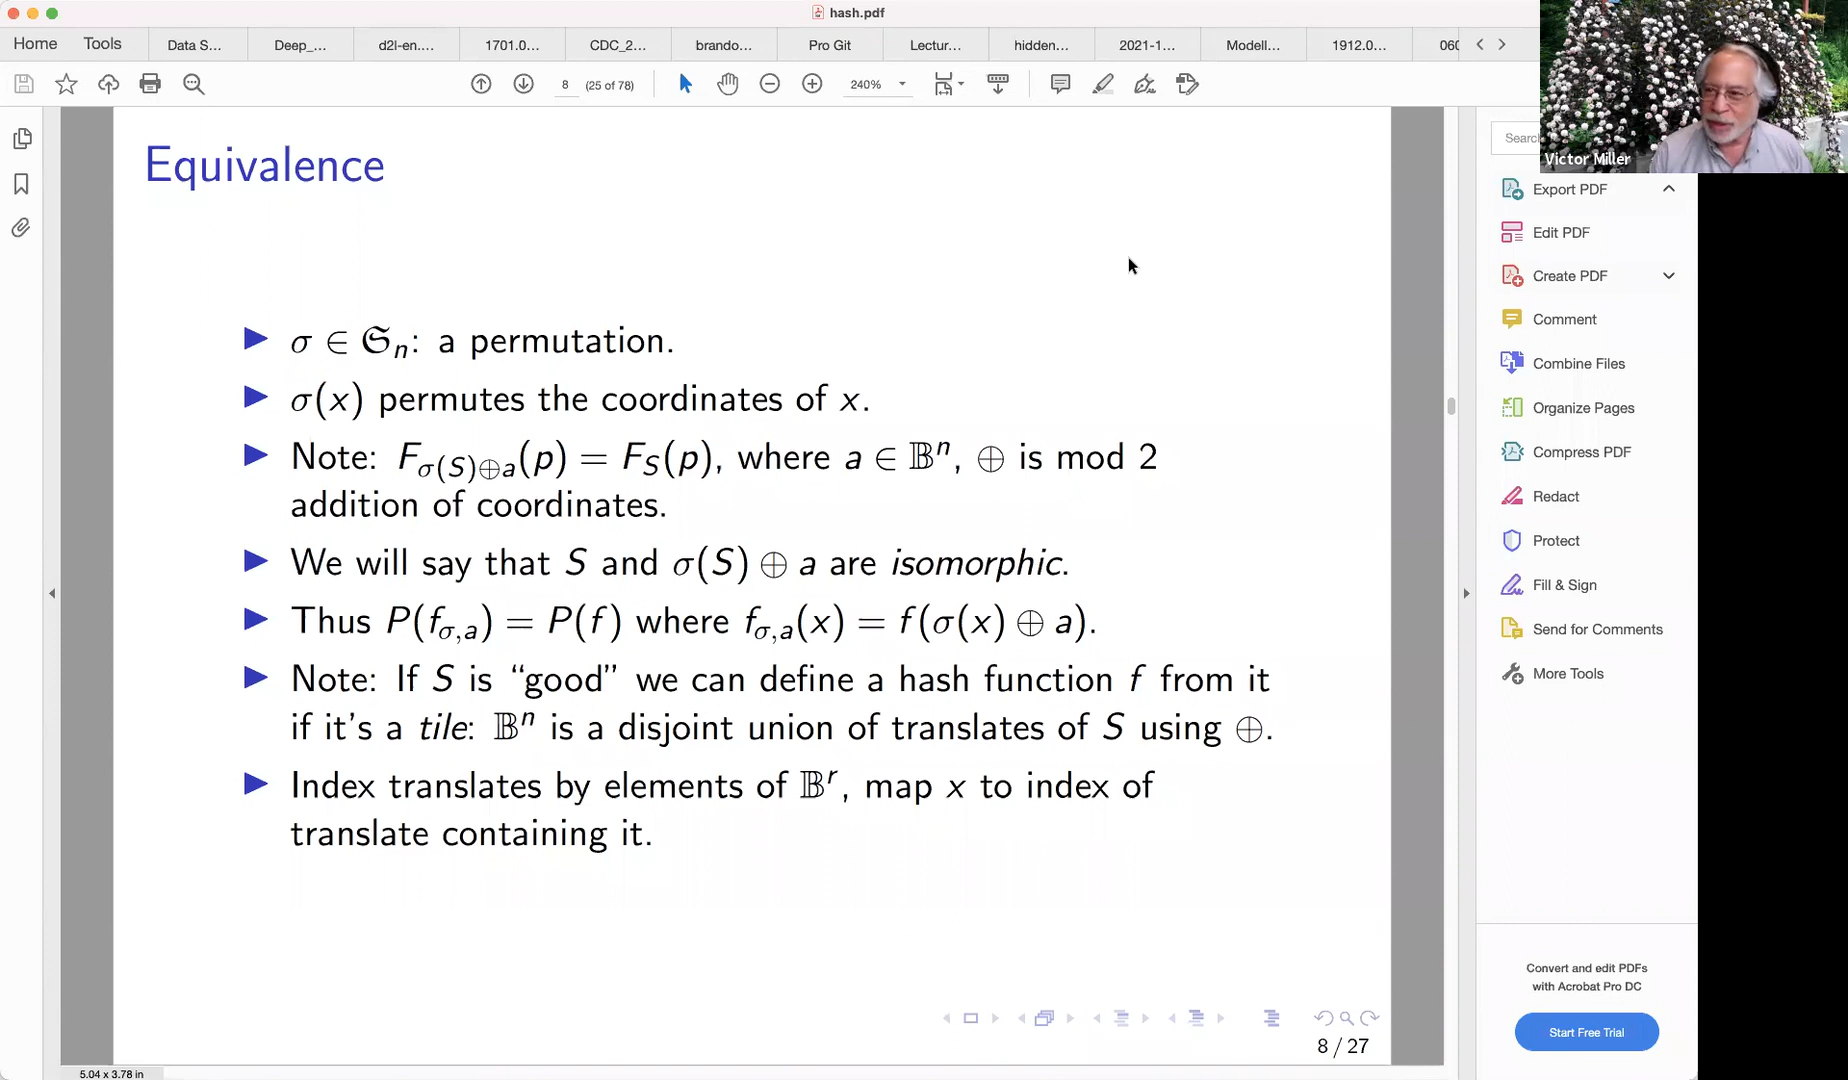 hash.pdf
Home Tools Data S... Deep_... d2l-en.... 1701.0... CDC_2... brando... Pro Git Lectur... hidden... 2021-1... Modell... 1912.0... 060
8 (25 of 78) 240%
Victor Miller
Equivalence
▶ σ ∈ 𝔖ₙ: a permutation.
▶ σ(x) permutes the coordinates of x.
▶ Note: F_{σ(S)⊕a}(p) = F_S(p), where a ∈ 𝔹ⁿ, ⊕ is mod 2
addition of coordinates.
▶ We will say that S and σ(S) ⊕ a are isomorphic.
▶ Thus P(f_{σ,a}) = P(f) where f_{σ,a}(x) = f(σ(x) ⊕ a).
▶ Note: If S is “good” we can define a hash function f from it
if it's a tile: 𝔹ⁿ is a disjoint union of translates of S using ⊕.
▶ Index translates by elements of 𝔹ʳ, map x to index of
translate containing it.
8 / 27
5.04 x 3.78 in
Searc
Export PDF
Edit PDF
Create PDF
Comment
Combine Files
Organize Pages
Compress PDF
Redact
Protect
Fill & Sign
Send for Comments
More Tools
Convert and edit PDFs
with Acrobat Pro DC
Start Free Trial